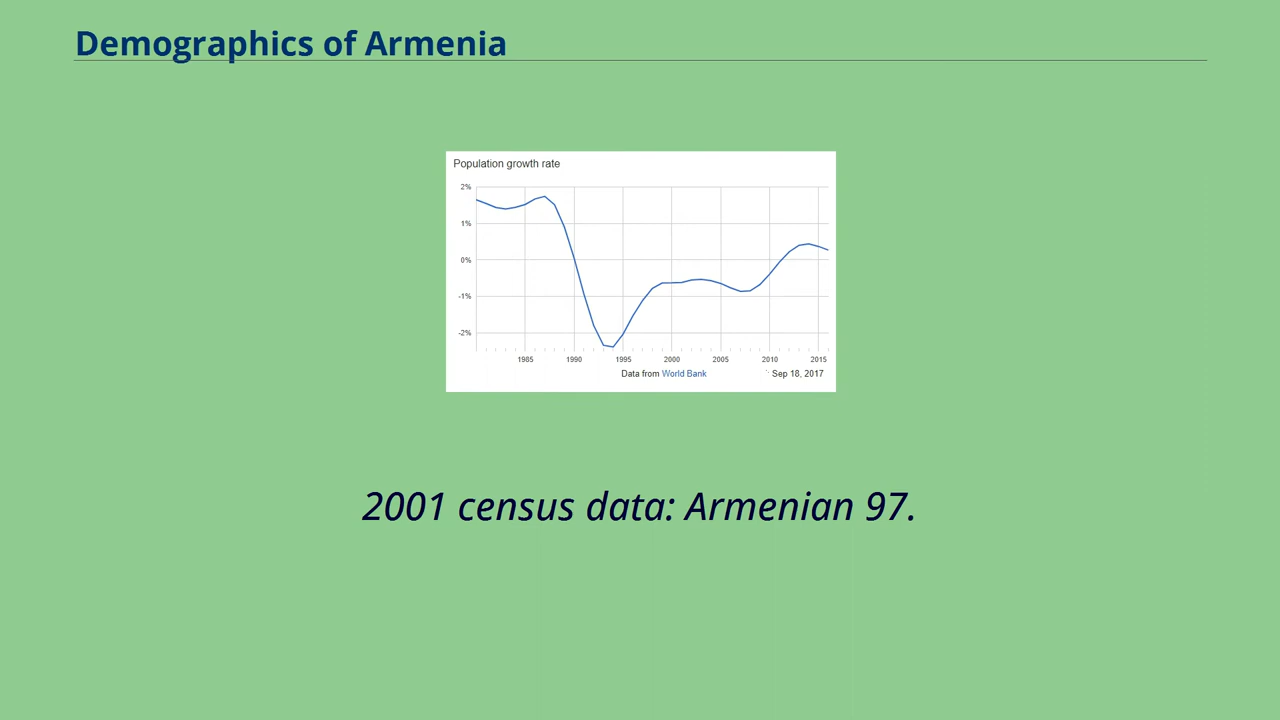 Demographics of Armenia
Population growth rate
2%
1%
0%
-1%
-2%
1985 1990 1995 2000 2005 2010 2015
Data from World Bank Sep 18, 2017
2001 census data: Armenian 97.